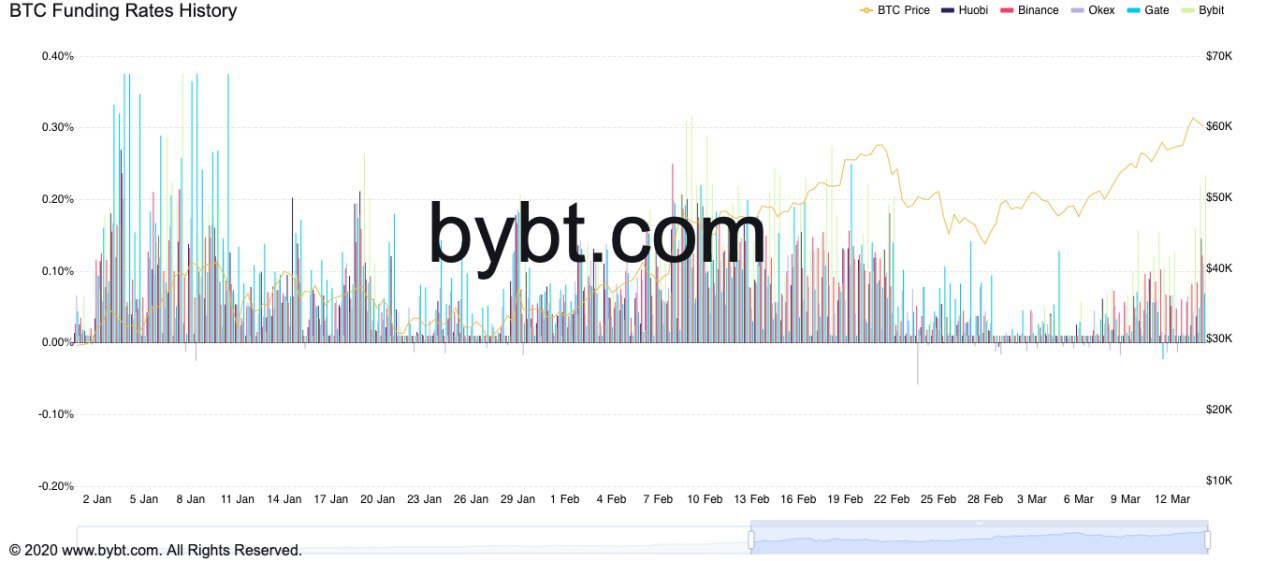 BTC Funding Rates History
BTC Price Huobi Binance Okex Gate Bybit
0.40% $70K
0.30% $60K
0.20% $50K
bybt.com
0.10% $40K
0.00% $30K
-0.10% $20K
-0.20% $10K
2 Jan 5 Jan 8 Jan 11 Jan 14 Jan 17 Jan 20 Jan 23 Jan 26 Jan 29 Jan 1 Feb 4 Feb 7 Feb 10 Feb 13 Feb 16 Feb 19 Feb 22 Feb 25 Feb 28 Feb 3 Mar 6 Mar 9 Mar 12 Mar
© 2020 www.bybt.com. All Rights Reserved.